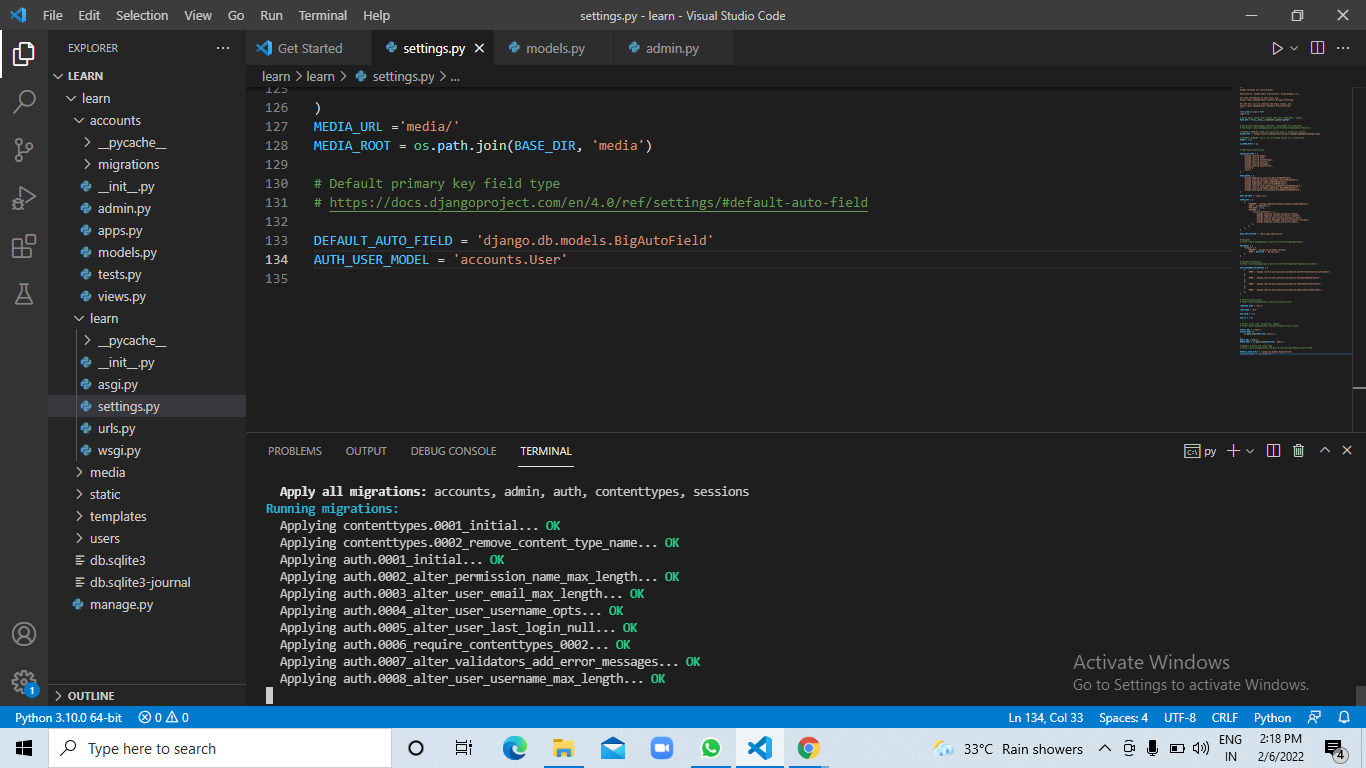 File Edit Selection View Go Run Terminal Help
settings.py - learn - Visual Studio Code
EXPLORER
LEARN
learn
accounts
__pycache__
migrations
__init__.py
admin.py
apps.py
models.py
tests.py
views.py
learn
__pycache__
__init__.py
asgi.py
settings.py
urls.py
wsgi.py
media
static
templates
users
db.sqlite3
db.sqlite3-journal
manage.py
OUTLINE
1
Get Started
settings.py
models.py
admin.py
learn > learn > settings.py > ...
125
126 )
127 MEDIA_URL ='media/'
128 MEDIA_ROOT = os.path.join(BASE_DIR, 'media')
129
130 # Default primary key field type
131 # https://docs.djangoproject.com/en/4.0/ref/settings/#default-auto-field
132
133 DEFAULT_AUTO_FIELD = 'django.db.models.BigAutoField'
134 AUTH_USER_MODEL = 'accounts.User'
135
PROBLEMS OUTPUT DEBUG CONSOLE TERMINAL
py
Apply all migrations: accounts, admin, auth, contenttypes, sessions
Running migrations:
Applying contenttypes.0001_initial... OK
Applying contenttypes.0002_remove_content_type_name... OK
Applying auth.0001_initial... OK
Applying auth.0002_alter_permission_name_max_length... OK
Applying auth.0003_alter_user_email_max_length... OK
Applying auth.0004_alter_user_username_opts... OK
Applying auth.0005_alter_user_last_login_null... OK
Applying auth.0006_require_contenttypes_0002... OK
Applying auth.0007_alter_validators_add_error_messages... OK
Applying auth.0008_alter_user_username_max_length... OK
Activate Windows
Go to Settings to activate Windows.
Python 3.10.0 64-bit 0 0
Ln 134, Col 33 Spaces: 4 UTF-8 CRLF Python
Type here to search
33°C Rain showers
ENG
IN
2:18 PM
2/6/2022
4